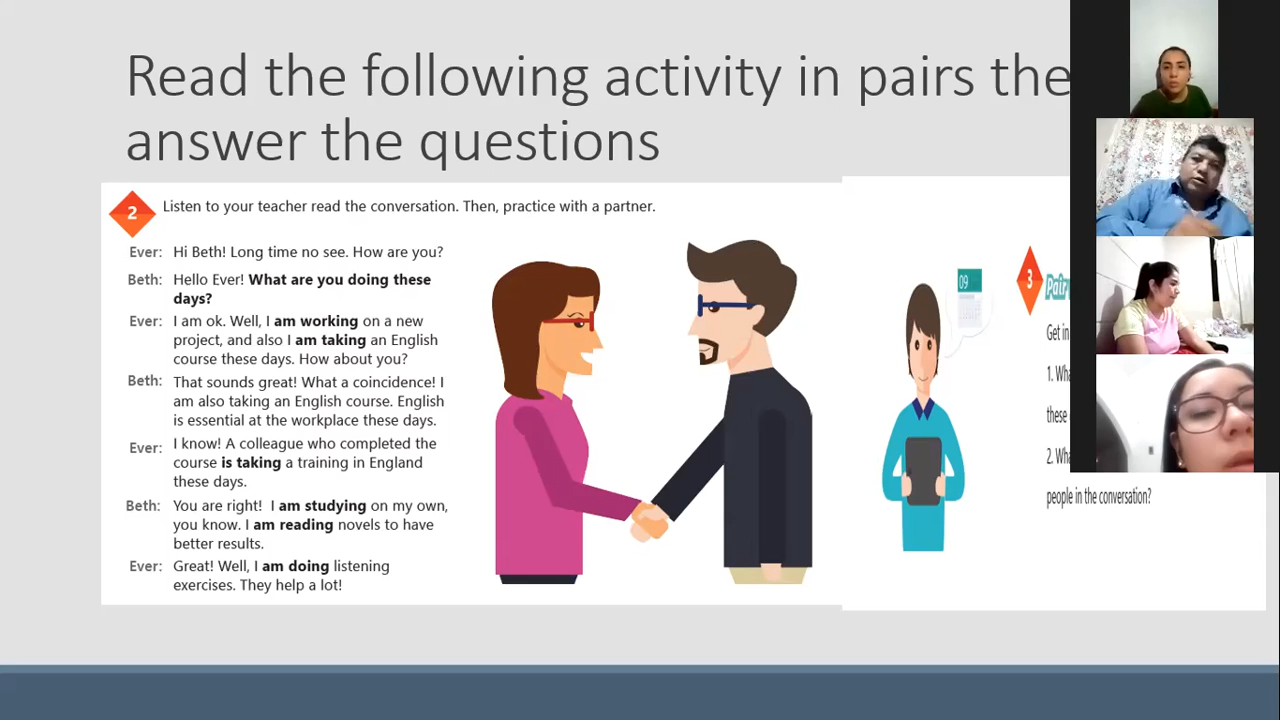 Read the following activity in pairs the
answer the questions
2
Listen to your teacher read the conversation. Then, practice with a partner.
Ever: Hi Beth! Long time no see. How are you?
Beth: Hello Ever! What are you doing these
days?
Ever: I am ok. Well, I am working on a new
project, and also I am taking an English
course these days. How about you?
Beth: That sounds great! What a coincidence! I
am also taking an English course. English
is essential at the workplace these days.
Ever: I know! A colleague who completed the
course is taking a training in England
these days.
Beth: You are right! I am studying on my own,
you know. I am reading novels to have
better results.
Ever: Great! Well, I am doing listening
exercises. They help a lot!
09
3
Pair
Get in
1. Wha
these
2. Wha
people in the conversation?